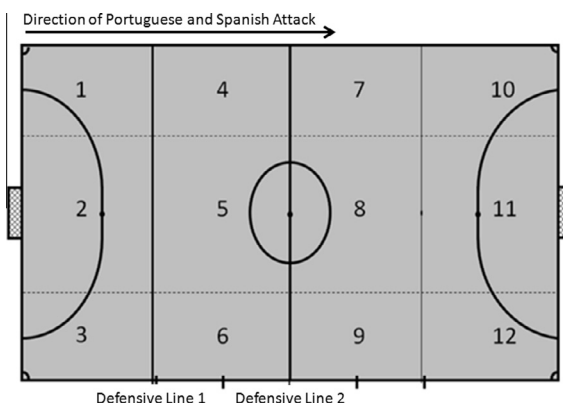 Direction of Portuguese and Spanish Attack
1 4 7 10
2 5 8 11
3 6 9 12
Defensive Line 1 Defensive Line 2